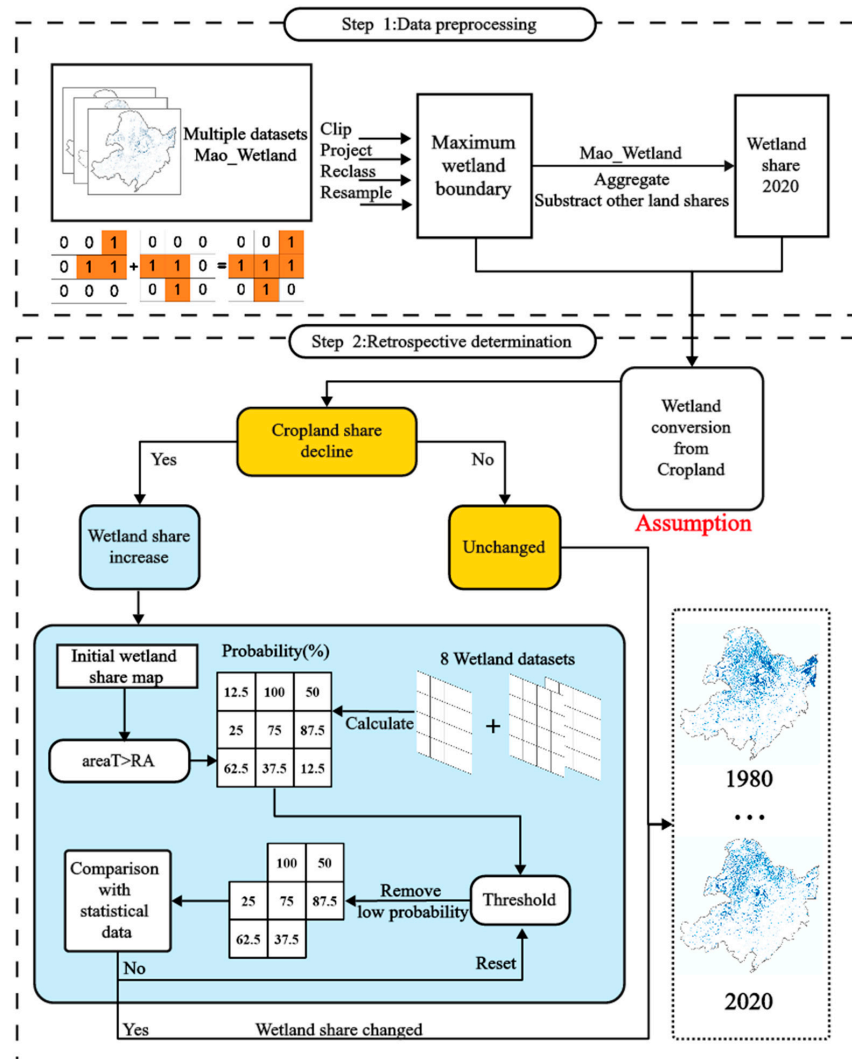 Step 1:Data preprocessing
Multiple datasets
Mao_Wetland
Clip
Project
Reclass
Resample
Maximum
wetland
boundary
Mao_Wetland
Aggregate
Substract other land shares
Wetland
share
2020
0 0 1 0 0 0 0 0 1
0 1 1 + 1 1 0 = 1 1 1
0 0 0 0 1 0 0 1 0
Step 2:Retrospective determination
Wetland
conversion
from
Cropland
Assumption
Cropland share
decline
Yes
No
Wetland share
increase
Unchanged
Initial wetland
share map
areaT>RA
Probability(%)
12.5 100 50
25 75 87.5
62.5 37.5 12.5
8 Wetland datasets
Calculate
+
Threshold
Remove
low probability
100 50
25 75 87.5
62.5 37.5
Comparison
with
statistical
data
No
Reset
Yes
Wetland share changed
1980
...
2020